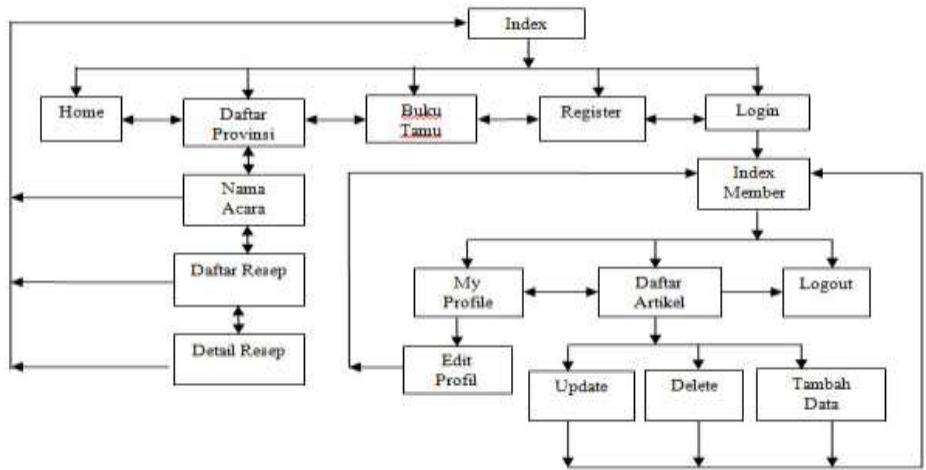 Index
Home
Daftar
Provinsi
Buku
Tamu
Register
Login
Nama
Acara
Index
Member
Daftar Resep
My
Profile
Daftar
Artikel
Logout
Detail Resep
Edit
Profil
Update
Delete
Tambah
Data